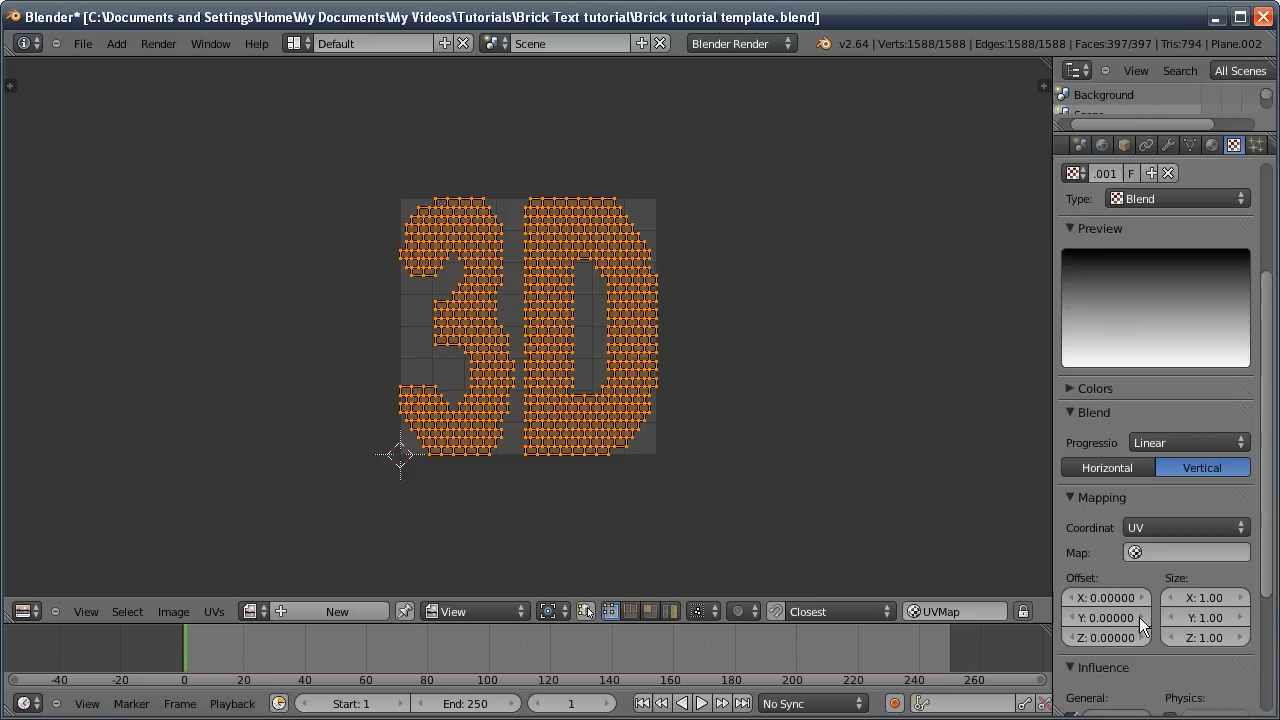 Blender* [C:\Documents and Settings\Home\My Documents\My Videos\Tutorials\Brick Text tutorial\Brick tutorial template.blend]
File Add Render Window Help Default Scene Blender Render v2.64 | Verts:1588/1588 | Edges:1588/1588 | Faces:397/397 | Tris:794 | Plane.002
View Search All Scenes
Background
.001 F
Type: Blend
Preview
Colors
Blend
Progressio Linear
Horizontal Vertical
Mapping
Coordinat UV
Map:
Offset: Size:
X: 0.00000 X: 1.00
Y: 0.00000 Y: 1.00
Z: 0.00000 Z: 1.00
Influence
General: Physics:
View Select Image UVs New View Closest UVMap
-40 -20 0 20 40 60 80 100 120 140 160 180 200 220 240 260
View Marker Frame Playback Start: 1 End: 250 1 No Sync